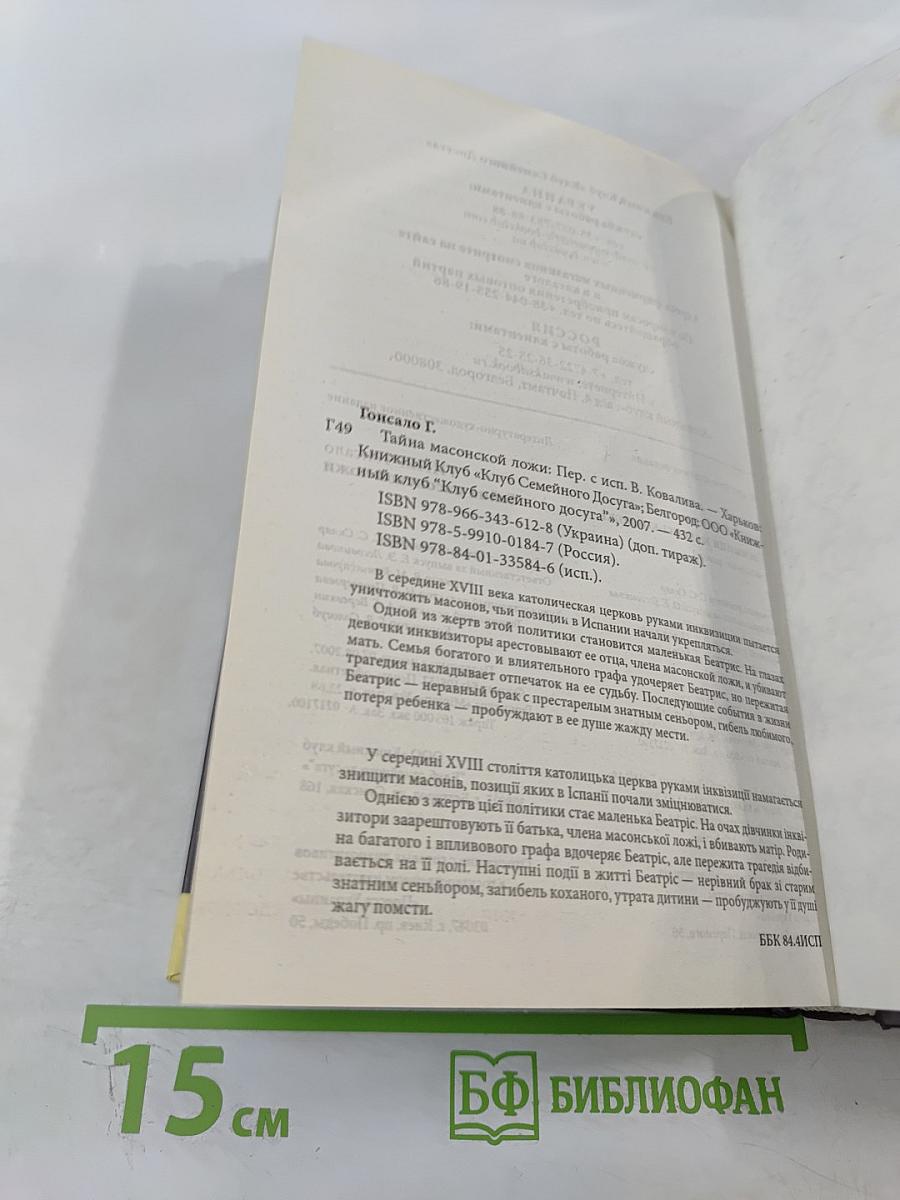 Гонсало Г.
Г49 Тайна масонской ложи: Пер. с исп. В. Ковалива. — Харьков:
Книжный Клуб «Клуб Семейного Досуга»; Белгород: ООО «Книж-
ный клуб "Клуб семейного досуга"», 2007. — 432 с.
ISBN 978-966-343-612-8 (Украина) (доп. тираж).
ISBN 978-5-9910-0184-7 (Россия).
ISBN 978-84-01-33584-6 (исп.).
В середине XVIII века католическая церковь руками инквизиции пытается
уничтожить масонов, чьи позиции в Испании начали укрепляться.
Одной из жертв этой политики становится маленькая Беатрис. На глазах
девочки инквизиторы арестовывают ее отца, члена масонской ложи, и убивают
мать. Семья богатого и влиятельного графа удочеряет Беатрис, но пережитая
трагедия накладывает отпечаток на ее судьбу. Последующие события в жизни
Беатрис — неравный брак с престарелым знатным сеньором, гибель любимого,
потеря ребенка — пробуждают в ее душе жажду мести.
У середині XVIII століття католицька церква руками інквізиції намагається
знищити масонів, позиції яких в Іспанії почали зміцнюватися.
Однією з жертв цієї політики стає маленька Беатріс. На очах дівчинки інкві-
зитори заарештовують її батька, члена масонської ложі, і вбивають матір. Роди-
на багатого і впливового графа вдочеряє Беатріс, але пережита трагедія відби-
вається на її долі. Наступні події в житті Беатріс — нерівний брак зі старим
знатним сеньйором, загибель коханого, утрата дитини — пробуджують у її душі
жагу помсти.
ББК 84.4ИСП
15 см
БФ БИБЛИОФАН